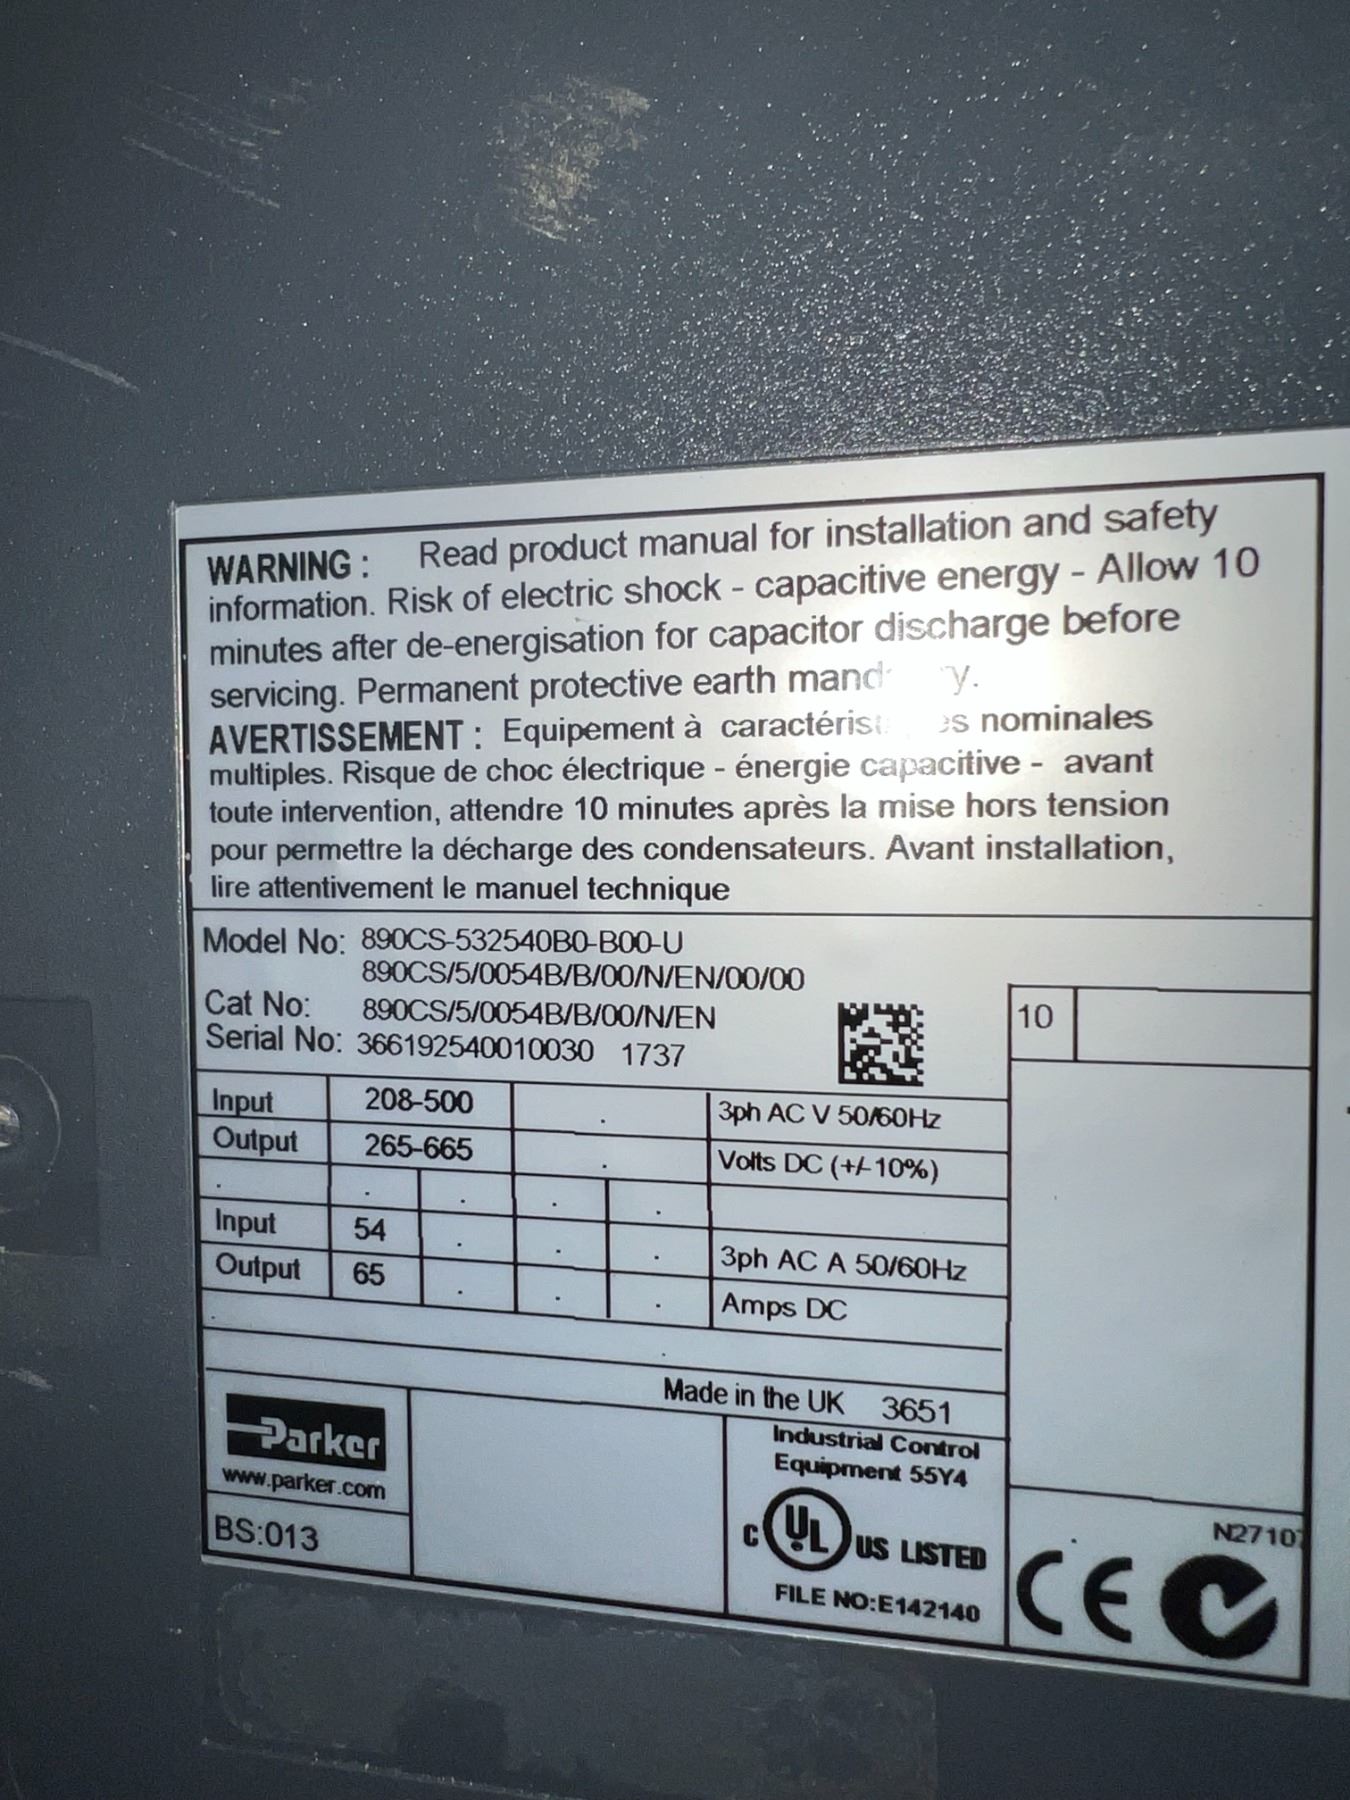 WARNING : Read product manual for installation and safety
information. Risk of electric shock - capacitive energy - Allow 10
minutes after de-energisation for capacitor discharge before
servicing. Permanent protective earth
AVERTISSEMENT : Equipement à nominales
multiples. Risque de choc électrique - énergie capacitive - avant
toute intervention, attendre 10 minutes après la mise hors tension
pour permettre la décharge des condensateurs. Avant installation,
lire attentivement le manuel technique
Model No: 890CS-532540B0-B00-U
890CS/5/0054B/B/00/N/EN/00/00
Cat No: 890CS/5/0054B/B/00/N/EN
Serial No: 366192540010030 1737
10
Input 208-500 . 3ph AC V 50/60Hz
Output 265-665 . Volts DC (+/-10%)
. . . . .
Input 54 . . . 3ph AC A 50/60Hz
Output 65 . . . Amps DC
. .
Made in the UK 3651
Parker
www.parker.com
BS:013
Industrial Control
Equipment 55Y4
C UL US LISTED
FILE NO:E142140
CE